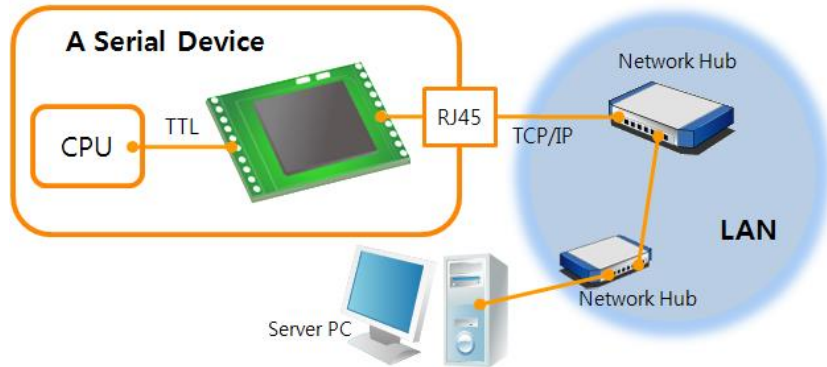 A Serial Device
Network Hub
CPU
TTL
RJ45
TCP/IP
LAN
Network Hub
Server PC